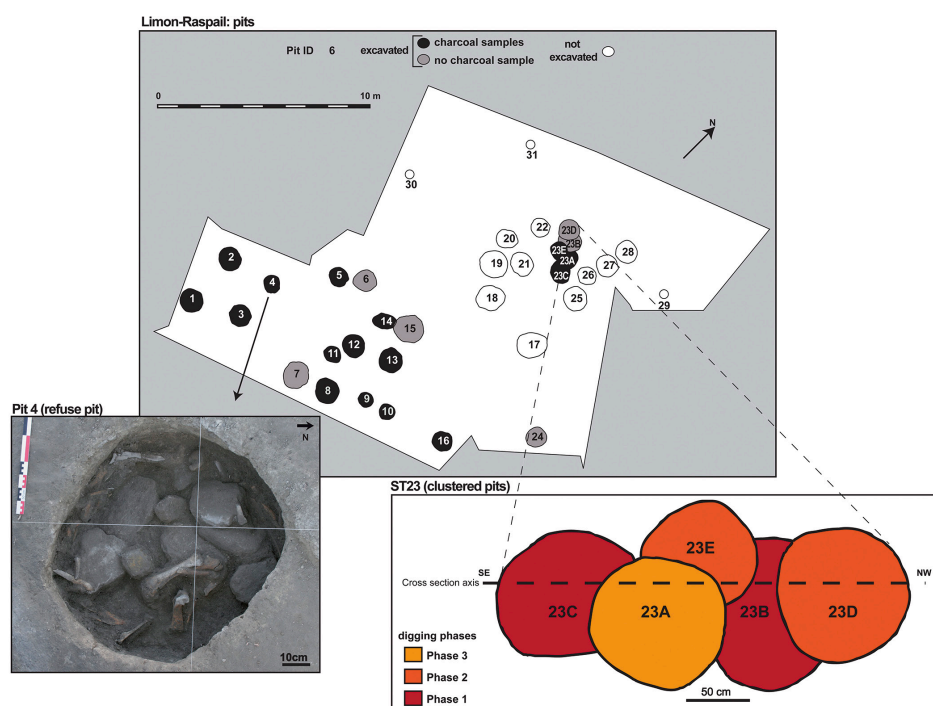 Limon-Raspail: pits
Pit ID 6 excavated charcoal samples not excavated
no charcoal sample
0 10 m
N
31
30
22 23D
20 23E 23B
2 19 21 23A 27 28
4 5 6 23C 26
1 3 18 25 29
14 15
11 12 13 17
7 8 9
10
16 24
Pit 4 (refuse pit)
N
10cm
ST23 (clustered pits)
SE NW
Cross section axis
23E
23C 23A 23B 23D
digging phases
Phase 3
Phase 2
Phase 1
50 cm